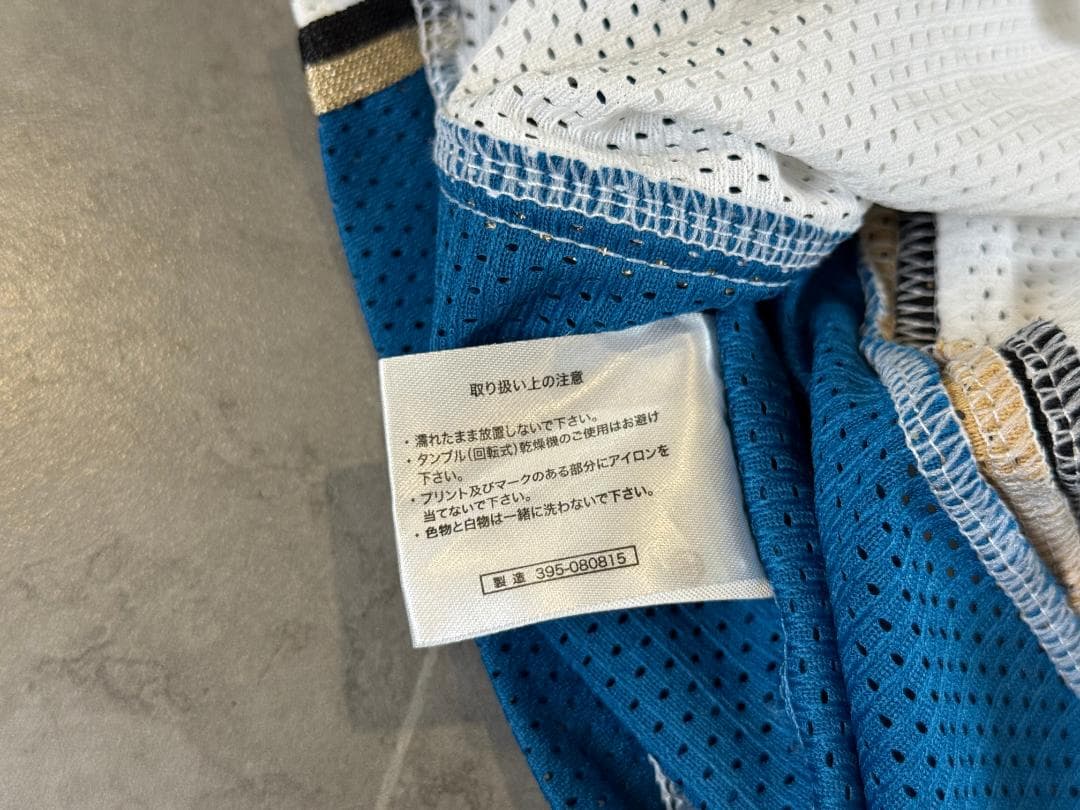 取り扱い上の注意
・濡れたまま放置しないで下さい。
・タンブル(回転式)乾燥機のご使用はお避け
下さい。
・プリント及びマークのある部分にアイロンを
当てないで下さい。
・色物と白物は一緒に洗わないで下さい。
製造 395-080815